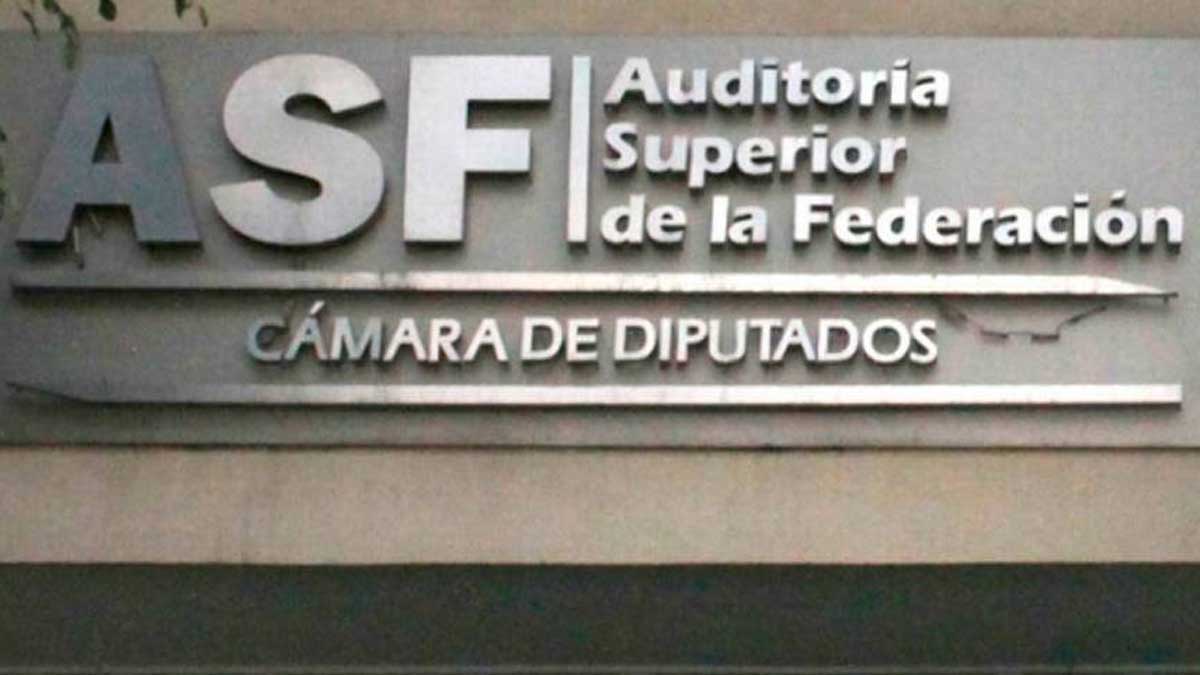 ASF
Auditoría
Superior
de la Federación
CÁMARA DE DIPUTADOS